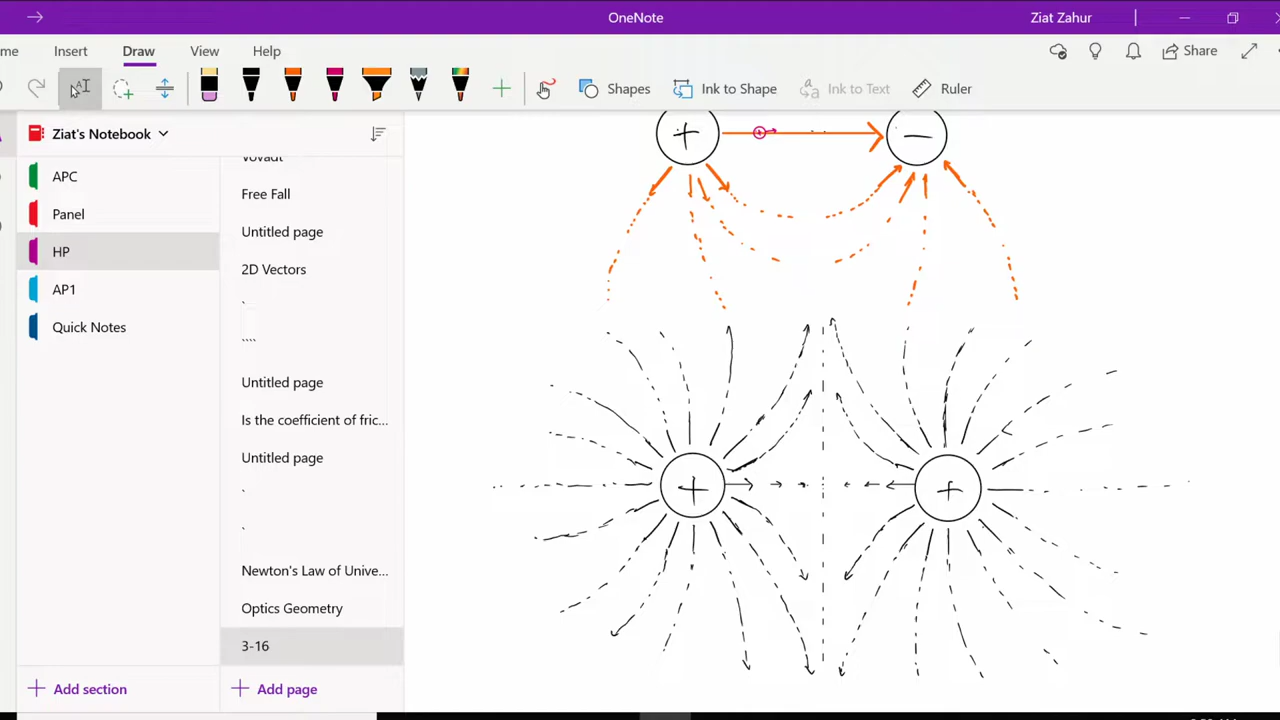 OneNote
Ziat Zahur
me Insert Draw View Help
Share
Shapes
Ink to Shape
Ink to Text
Ruler
Ziat's Notebook
APC
Panel
HP
AP1
Quick Notes
Free Fall
Untitled page
2D Vectors
`
````
Untitled page
Is the coefficient of fric...
Untitled page
`
`
Newton's Law of Unive...
Optics Geometry
3-16
+ Add section
+ Add page
+ −
+ +